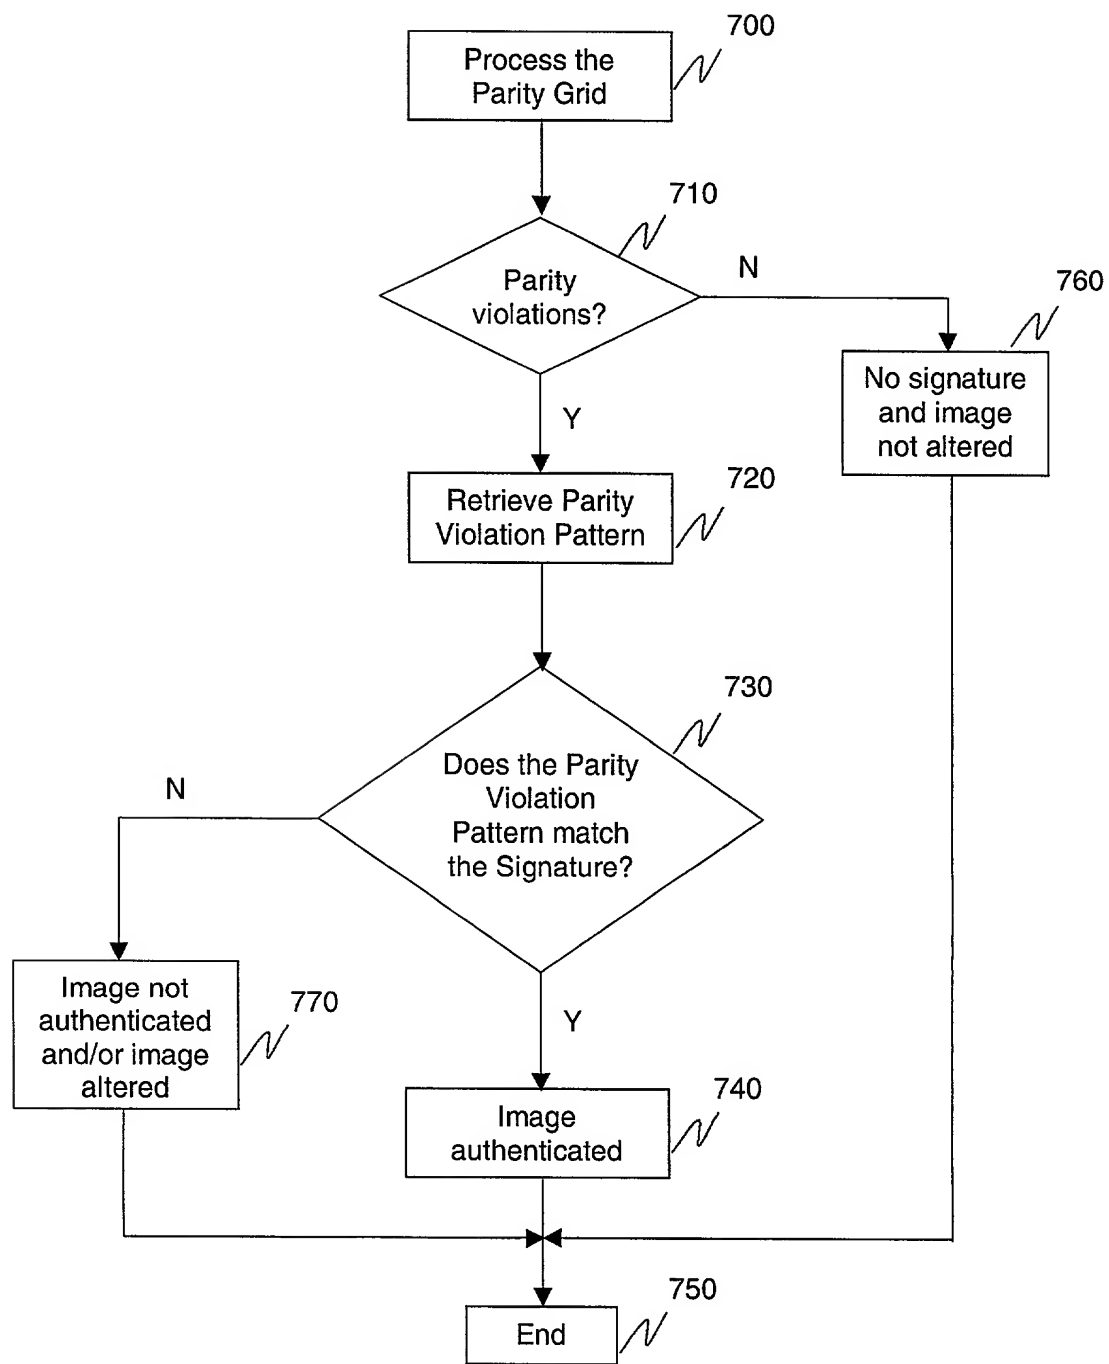 700
Process the
Parity Grid
710
Parity
violations?
N
760
No signature
and image
not altered
Y
720
Retrieve Parity
Violation Pattern
730
Does the Parity
Violation
Pattern match
the Signature?
N
Image not
authenticated
and/or image
altered
770
Y
740
Image
authenticated
750
End